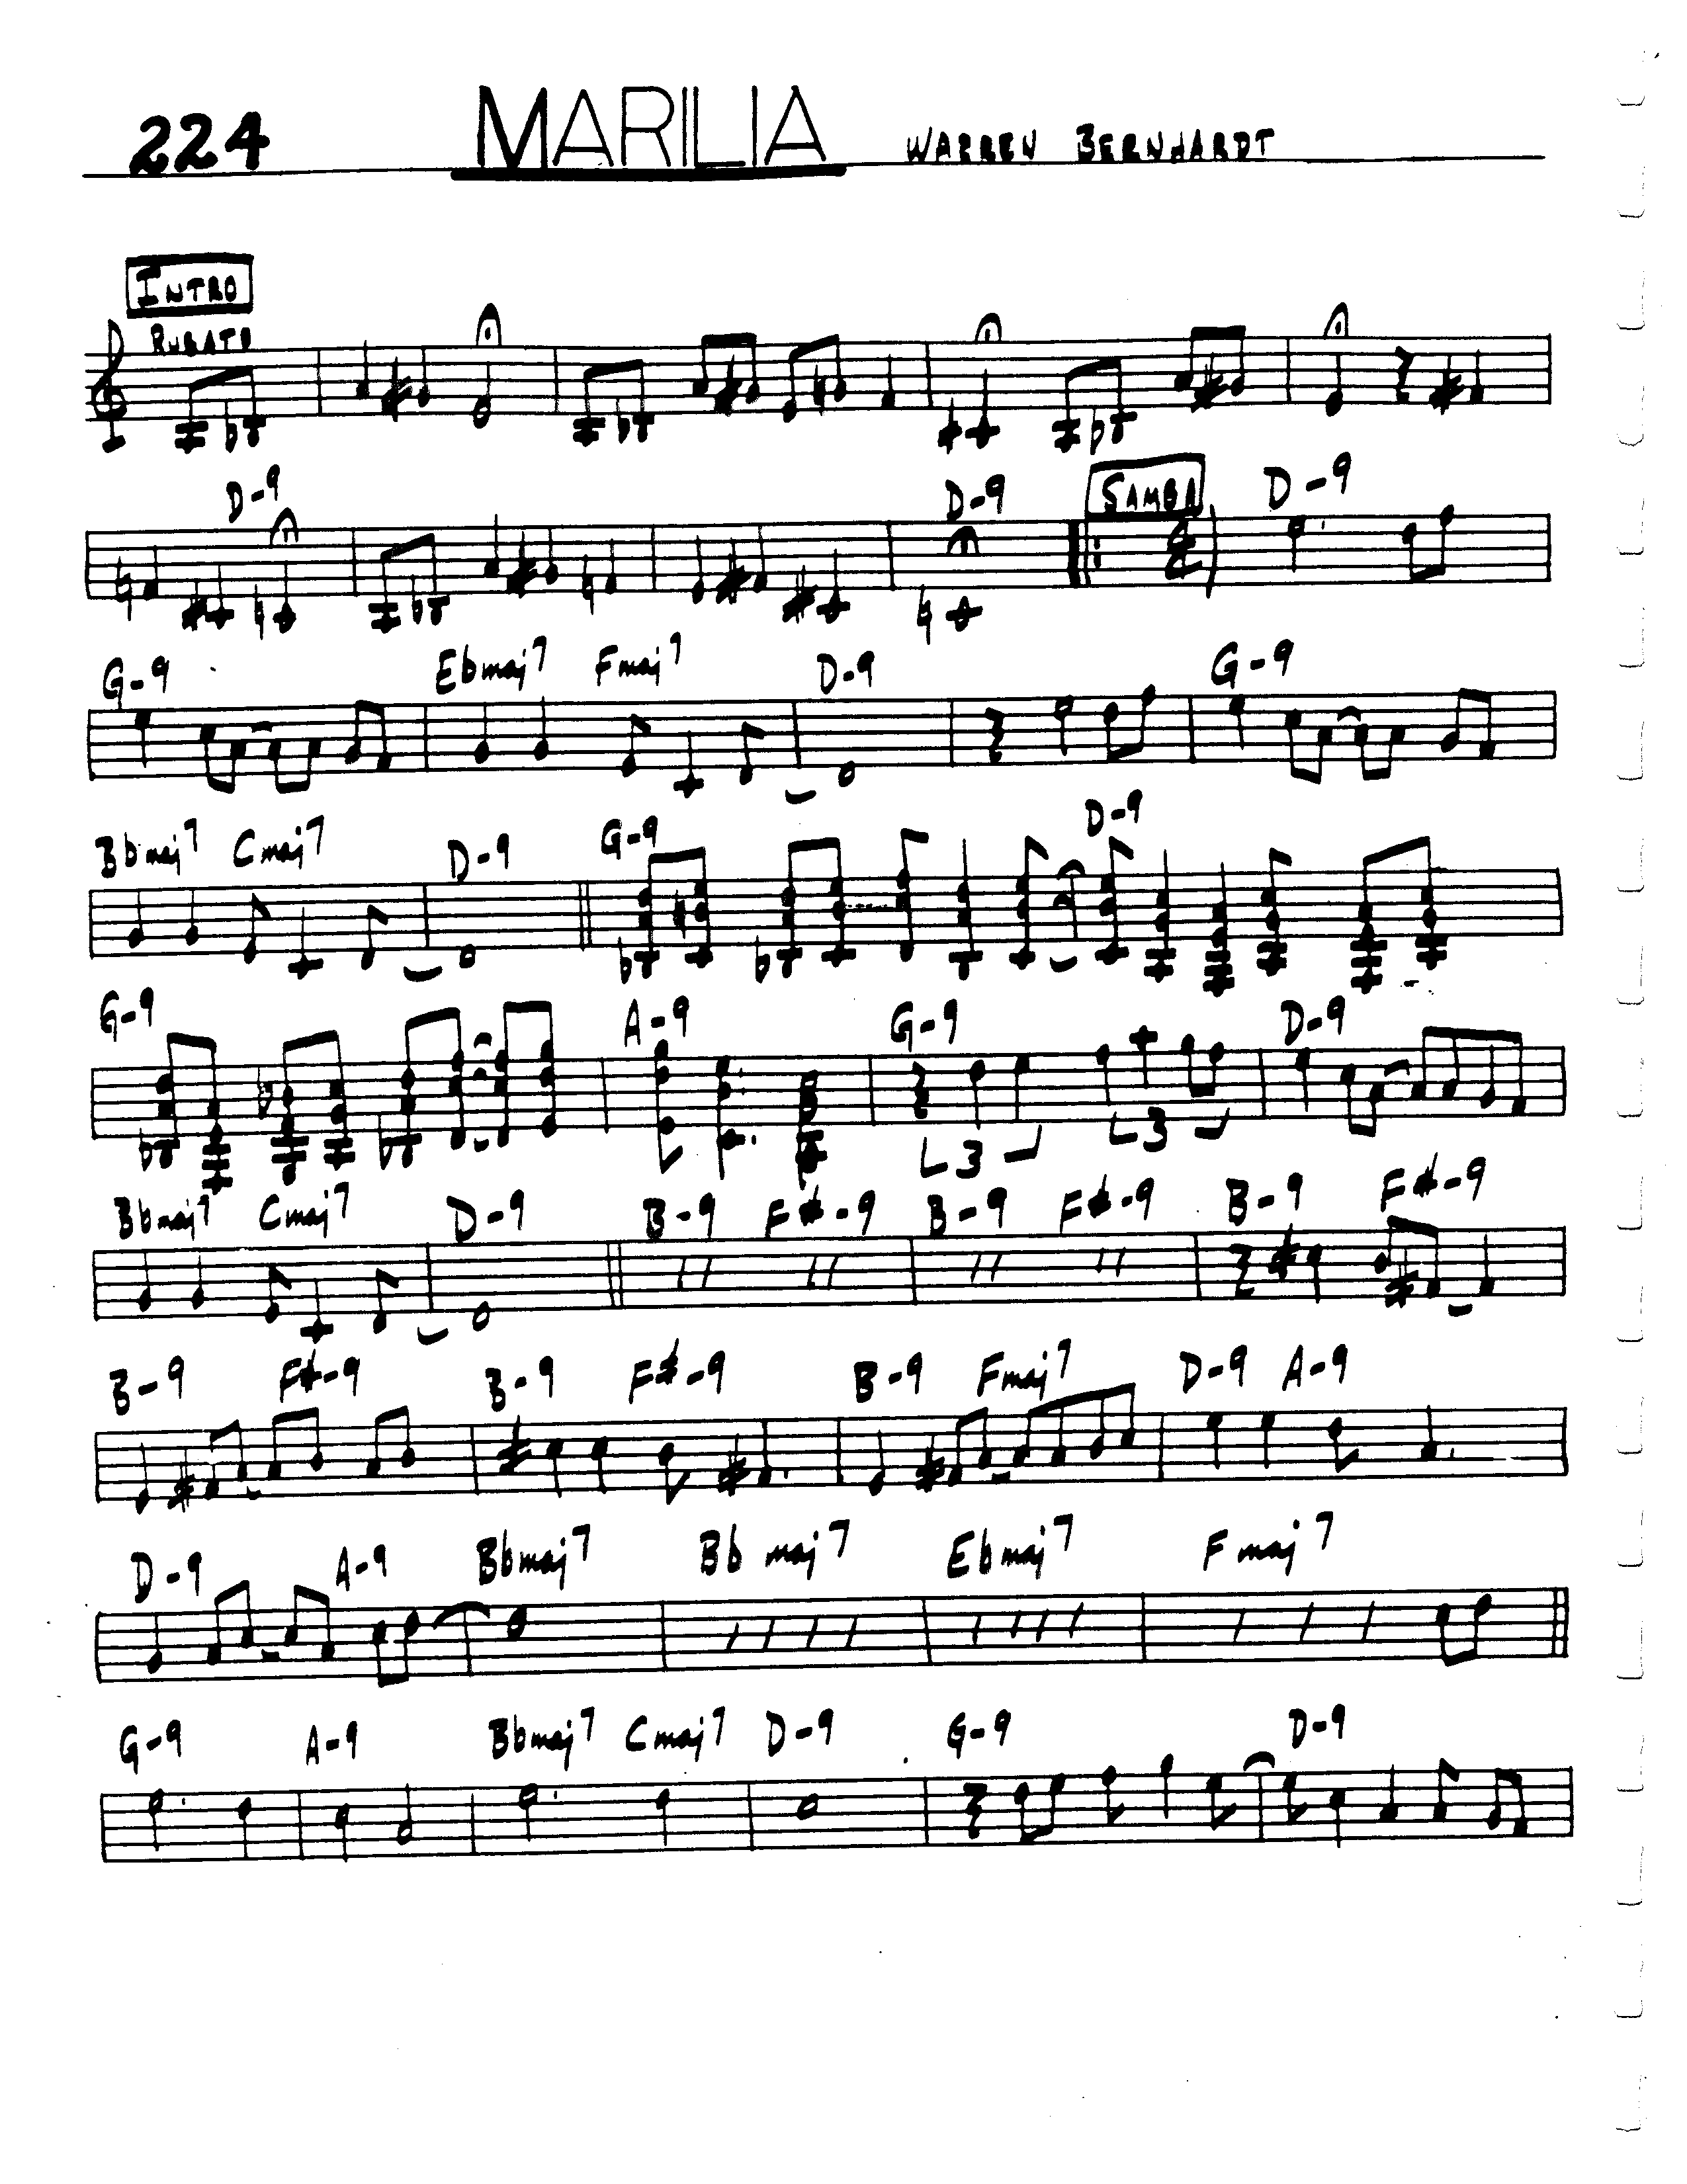 224 MARILIA WARREN BERNHARDT
INTRO
RUBATO
D-9 D-9 SAMBA D-9
G-9 Ebmaj7 Fmaj7 D-9 G-9
Bbmaj7 Cmaj7 D-9 G-9 D-9
G-9 A-9 G-9 D-9
3 3
Bbmaj7 Cmaj7 D-9 B-9 F#-9 B-9 F#-9 B-9 F#-9
B-9 F#-9 B-9 F#-9 B-9 Fmaj7 D-9 A-9
D-9 A-9 Bbmaj7 Bb maj7 Ebmaj7 Fmaj7
G-9 A-9 Bbmaj7 Cmaj7 D-9 G-9 D-9